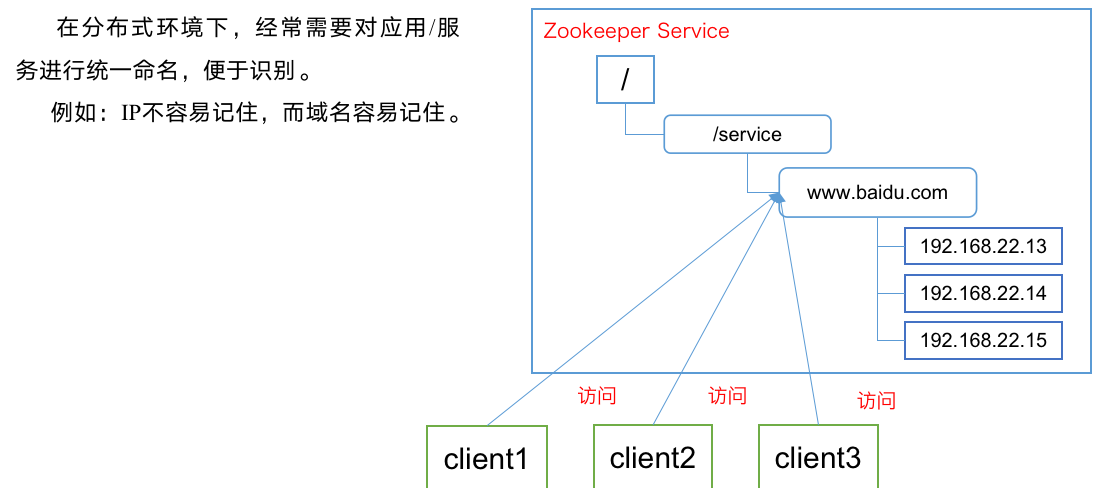 在分布式环境下，经常需要对应用/服
务进行统一命名，便于识别。
例如：IP不容易记住，而域名容易记住。
Zookeeper Service
/
/service
www.baidu.com
192.168.22.13
192.168.22.14
192.168.22.15
访问
访问
访问
client1
client2
client3